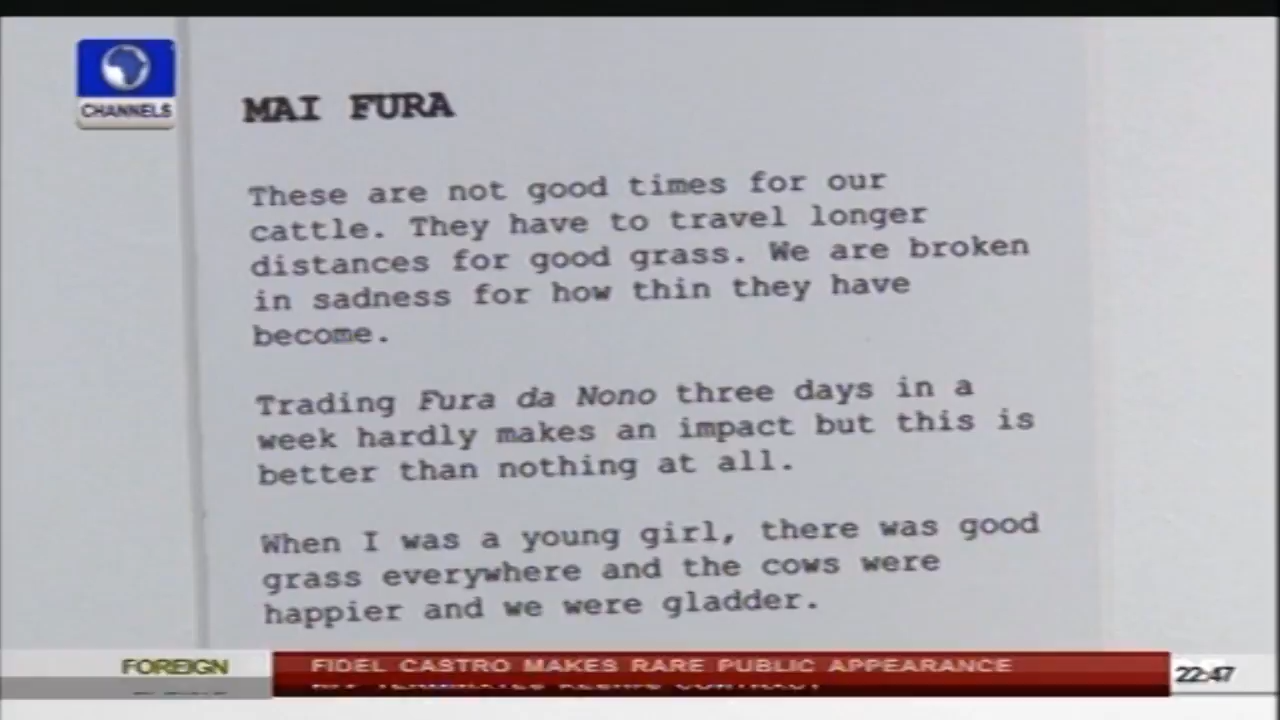 CHANNELS
MAI FURA
These are not good times for our
cattle. They have to travel longer
distances for good grass. We are broken
in sadness for how thin they have
become.
Trading Fura da Nono three days in a
week hardly makes an impact but this is
better than nothing at all.
When I was a young girl, there was good
grass everywhere and the cows were
happier and we were gladder.
FOREIGN
FIDEL CASTRO MAKES RARE PUBLIC APPEARANCE
22:47